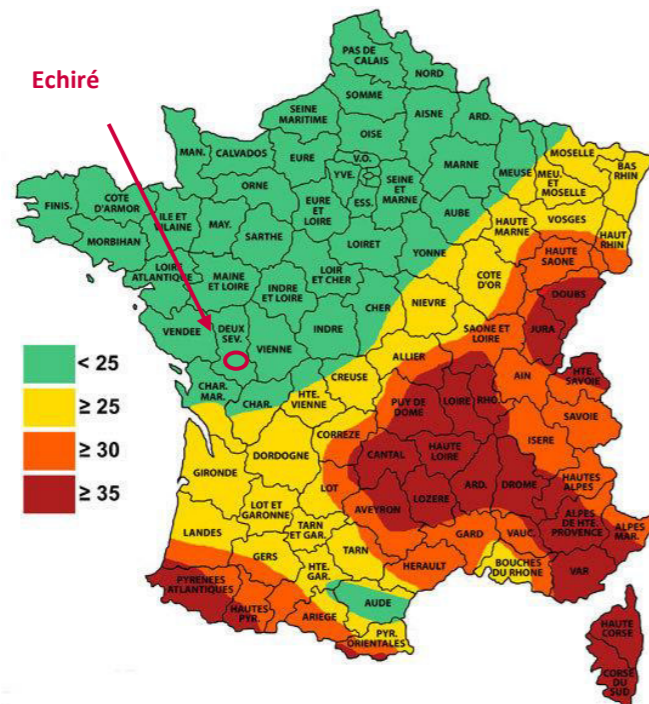 Echiré
PAS DE
CALAIS
NORD
SOMME
SEINE
MARITIME
AISNE
ARD.
OISE
MAN.
CALVADOS
EURE
V.O.
YVE.
ESS.
SEINE
ET
MARNE
MARNE
MEUSE
MOSELLE
MEU.
ET
MOSELLE
BAS
RHIN
FINIS.
COTE
D'ARMOR
ILE ET
VILAINE
MAY.
ORNE
EURE
ET
LOIRE
AUBE
HAUTE
MARNE
VOSGES
HAUT
RHIN
MORBIHAN
SARTHE
LOIRET
YONNE
HAUTE
SAONE
LOIRE
ATLANTIQUE
MAINE
ET LOIRE
INDRE
ET LOIRE
LOIR
ET CHER
CHER
NIEVRE
COTE
D'OR
DOUBS
VENDEE
DEUX
SEV.
VIENNE
INDRE
ALLIER
SAONE ET
LOIRE
JURA
< 25
≥ 25
≥ 30
≥ 35
CHAR.
MAR.
CHAR.
HTE.
VIENNE
CREUSE
PUY DE
DOME
LOIRE
RHO.
AIN
HTE.
SAVOIE
SAVOIE
GIRONDE
DORDOGNE
CORREZE
CANTAL
HAUTE
LOIRE
ISERE
LOT
LOT ET
GARONNE
AVEYRON
LOZERE
ARD.
DROME
HAUTES
ALPES
LANDES
TARN
ET GAR.
TARN
GARD
VAUC.
ALPES
DE HTE.
PROVENCE
ALPES
MAR.
GERS
HTE.
GAR.
HERAULT
BOUCHES
DU RHONE
VAR
PYRENEES
ATLANTIQUES
HAUTES
PYR.
ARIEGE
AUDE
PYR.
ORIENTALES
HAUTE
CORSE
CORSE
DU
SUD